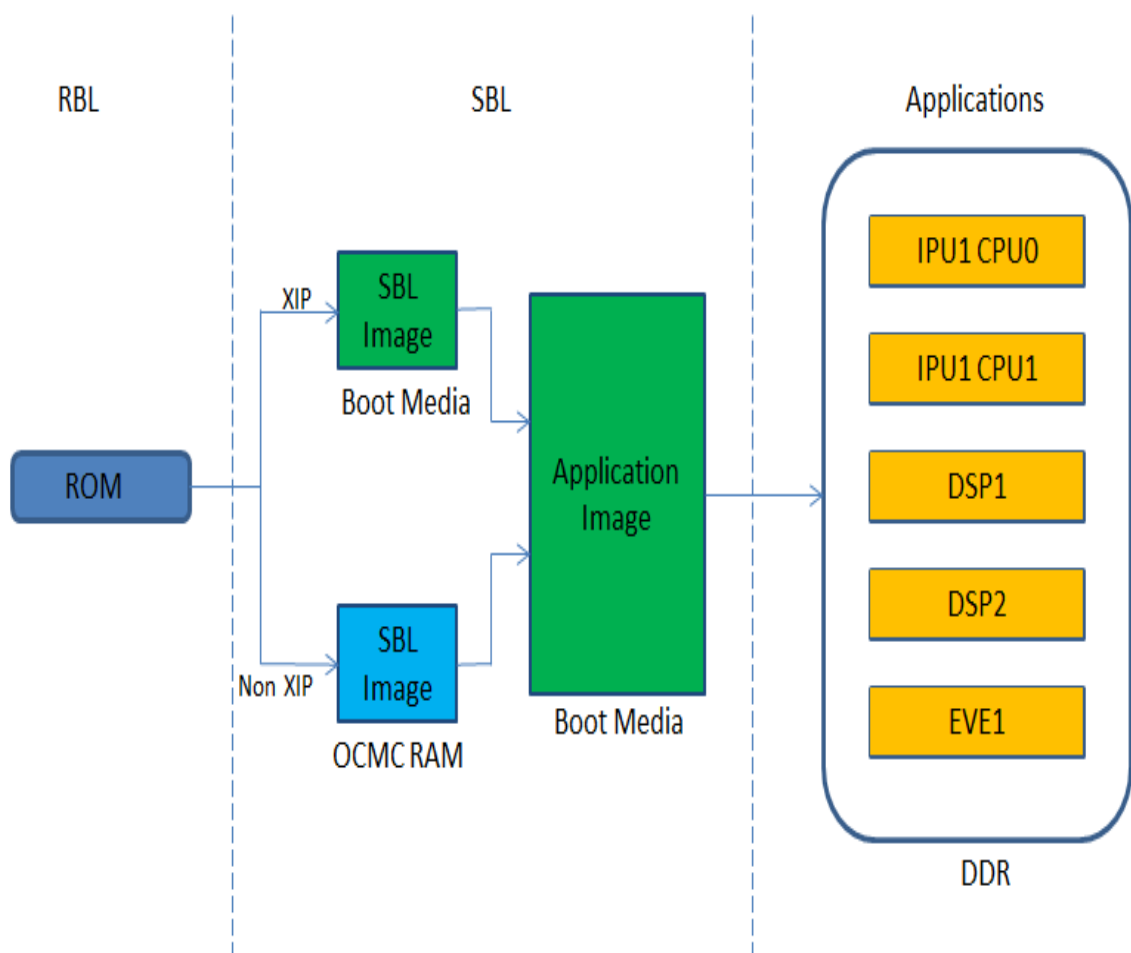 RBL
SBL
Applications
ROM
XIP
SBL
Image
Boot Media
Non XIP
SBL
Image
OCMC RAM
Application
Image
Boot Media
IPU1 CPU0
IPU1 CPU1
DSP1
DSP2
EVE1
DDR